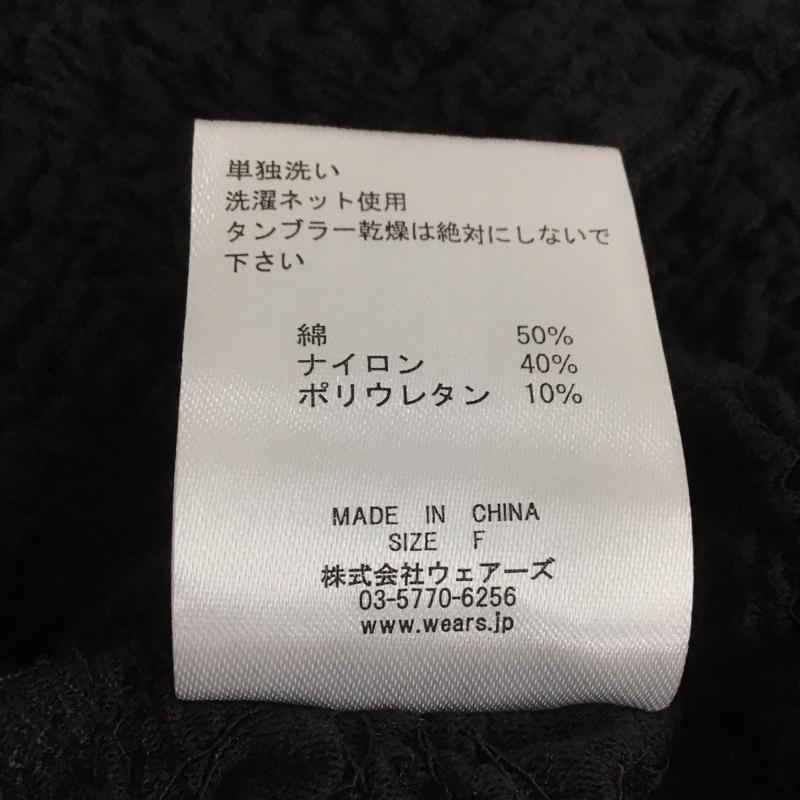 単独洗い
洗濯ネット使用
タンブラー乾燥は絶対にしないで
下さい
綿 50%
ナイロン 40%
ポリウレタン 10%
MADE IN CHINA
SIZE F
株式会社ウェアーズ
03-5770-6256
www.wears.jp